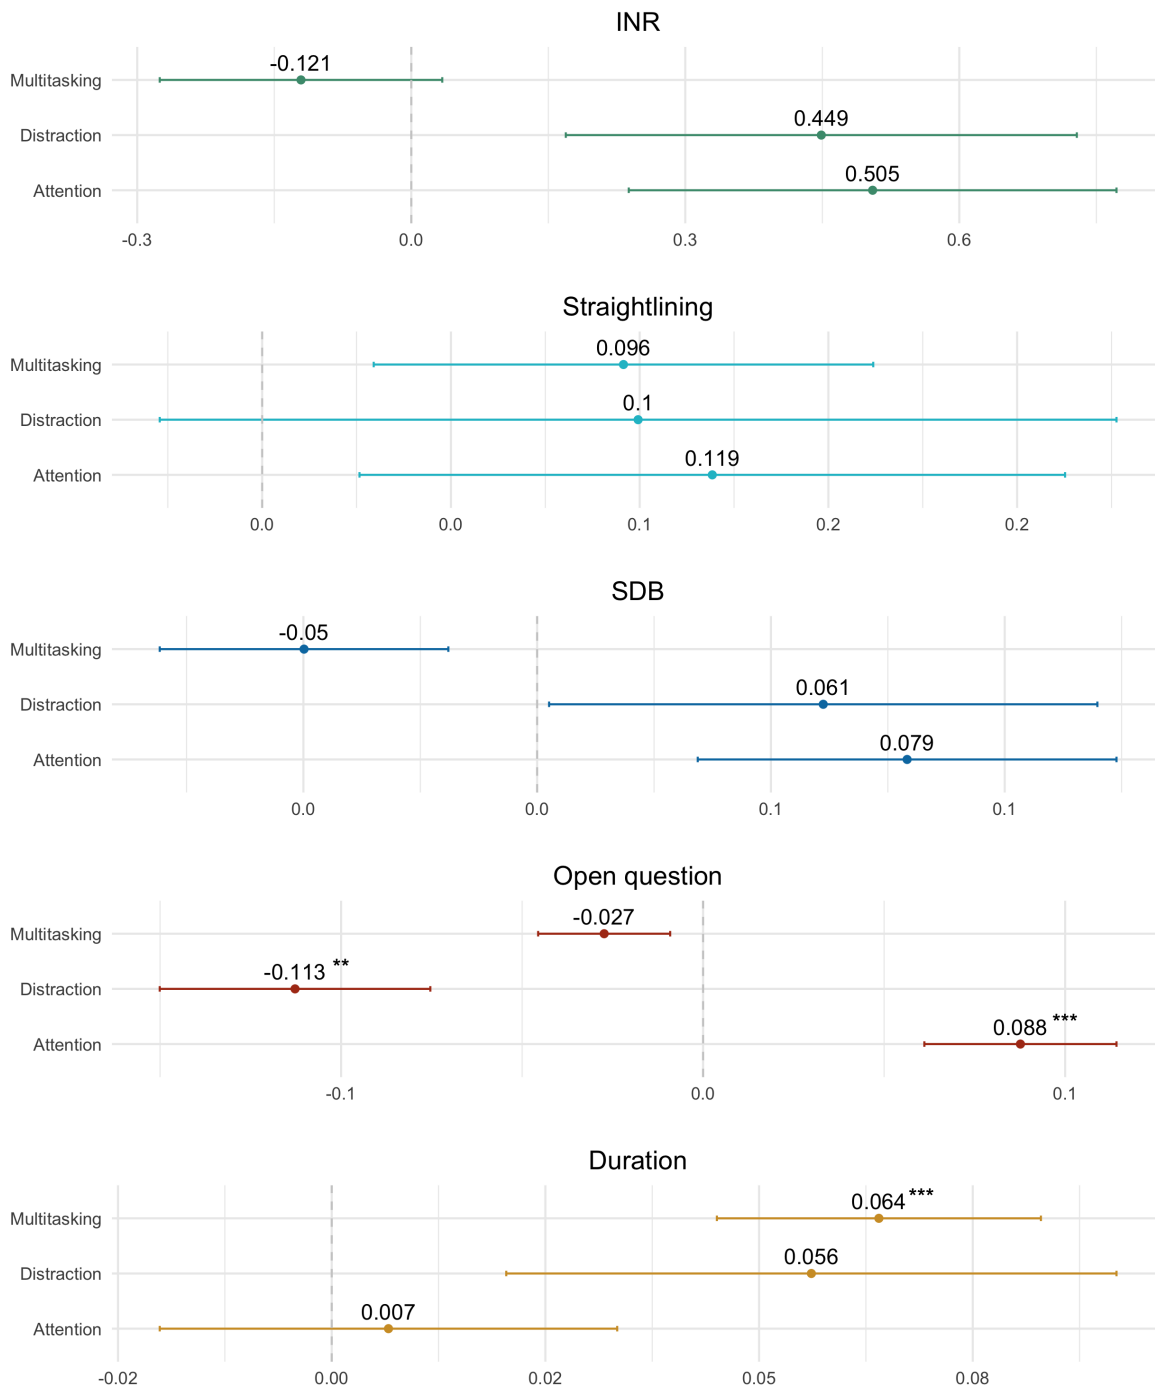 INR
-0.121
Multitasking
0.449
Distraction
0.505
Attention
-0.3 0.0 0.3 0.6
Straightlining
0.096
Multitasking
0.1
Distraction
0.119
Attention
0.0 0.0 0.1 0.2 0.2
SDB
-0.05
Multitasking
0.061
Distraction
0.079
Attention
0.0 0.0 0.1 0.1
Open question
-0.027
Multitasking
-0.113 **
Distraction
0.088 ***
Attention
-0.1 0.0 0.1
Duration
0.064 ***
Multitasking
0.056
Distraction
0.007
Attention
-0.02 0.00 0.02 0.05 0.08